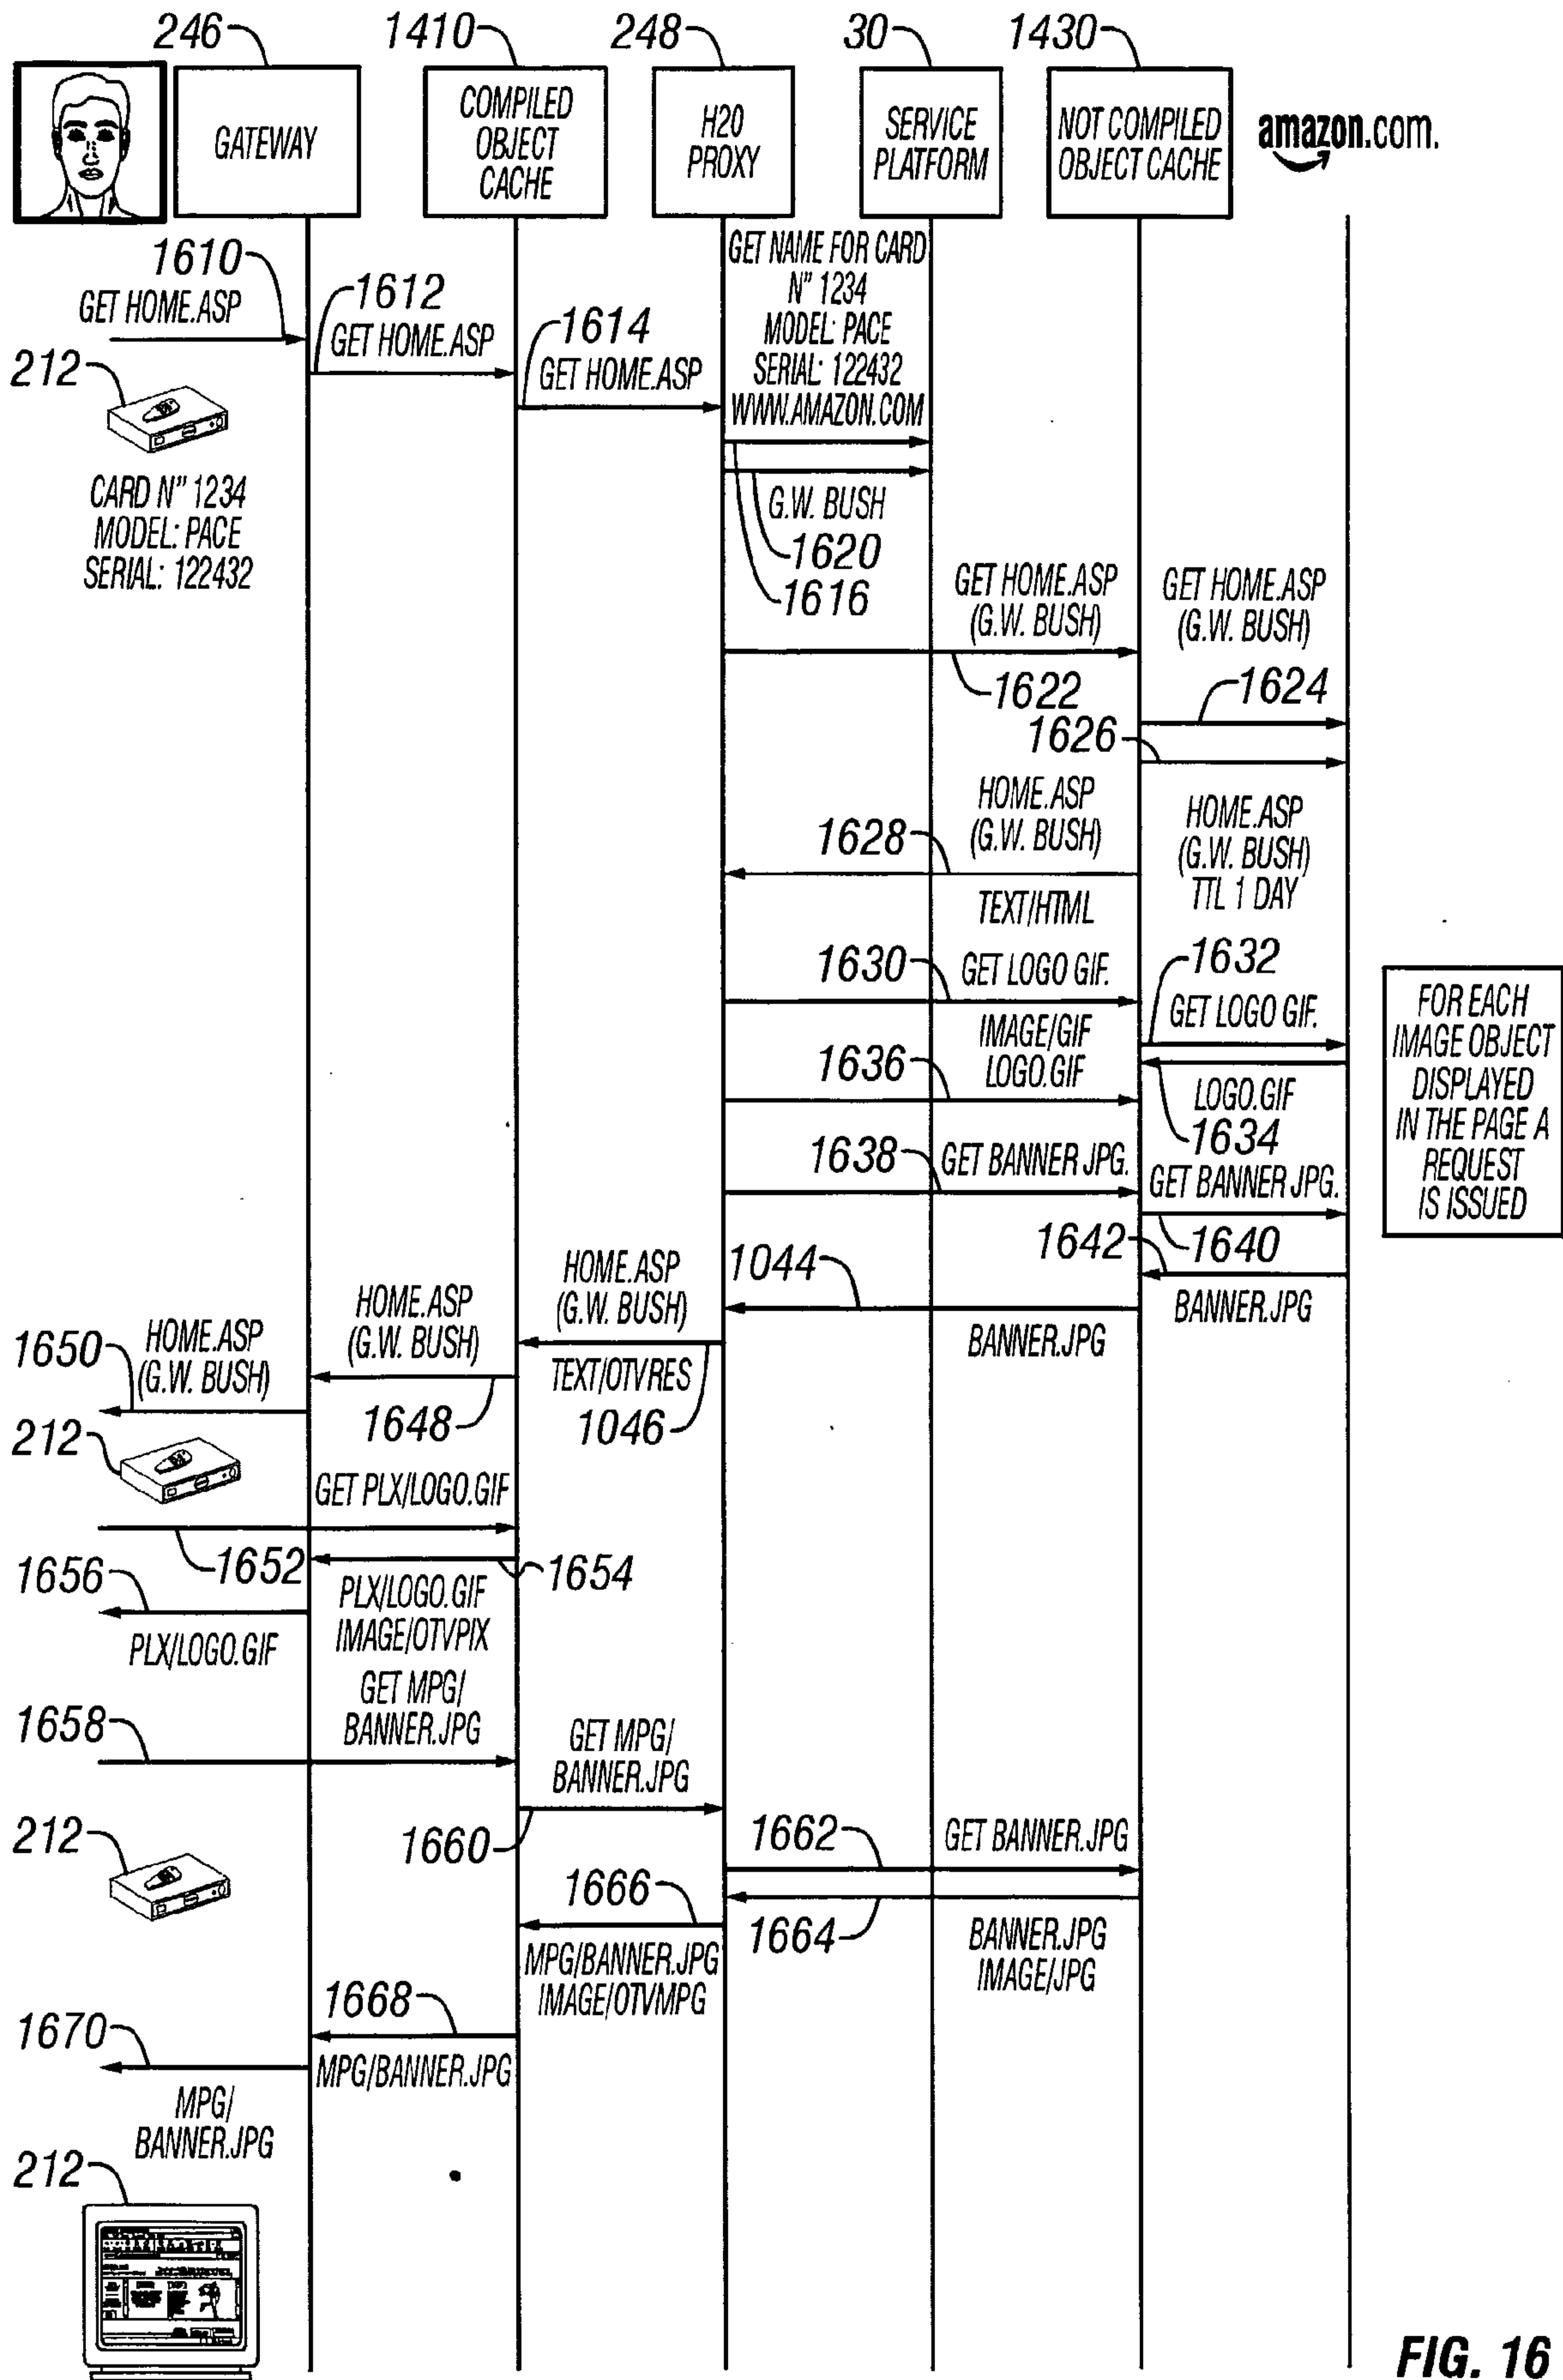 246
1410
248
30
1430
GATEWAY
COMPILED
OBJECT
CACHE
H20
PROXY
SERVICE
PLATFORM
NOT COMPILED
OBJECT CACHE
amazon.com.
1610
GET HOME.ASP
1612
GET HOME.ASP
1614
GET HOME.ASP
GET NAME FOR CARD
N" 1234
MODEL: PACE
SERIAL: 122432
WWW.AMAZON.COM
212
CARD N" 1234
MODEL: PACE
SERIAL: 122432
G.W. BUSH
1620
1616
GET HOME.ASP
(G.W. BUSH)
1622
GET HOME.ASP
(G.W. BUSH)
1624
1626
HOME.ASP
(G.W. BUSH)
1628
TEXT/HTML
HOME.ASP
(G.W. BUSH)
TTL 1 DAY
1630
GET LOGO GIF.
1632
GET LOGO GIF.
IMAGE/GIF
LOGO.GIF
1636
LOGO.GIF
1634
1638
GET BANNER JPG.
GET BANNER JPG.
1640
1642
BANNER.JPG
FOR EACH
IMAGE OBJECT
DISPLAYED
IN THE PAGE A
REQUEST
IS ISSUED
1044
BANNER.JPG
HOME.ASP
(G.W. BUSH)
TEXT/OTVRES
1046
HOME.ASP
(G.W. BUSH)
1648
1650
HOME.ASP
(G.W. BUSH)
212
GET PLX/LOGO.GIF
1652
1654
PLX/LOGO.GIF
IMAGE/OTVPIX
1656
PLX/LOGO.GIF
GET MPG/
BANNER.JPG
1658
GET MPG/
BANNER.JPG
1660
212
1662
GET BANNER.JPG
1666
1664
BANNER.JPG
IMAGE/JPG
MPG/BANNER.JPG
IMAGE/OTVMPG
1668
MPG/BANNER.JPG
1670
MPG/
BANNER.JPG
212
FIG. 16